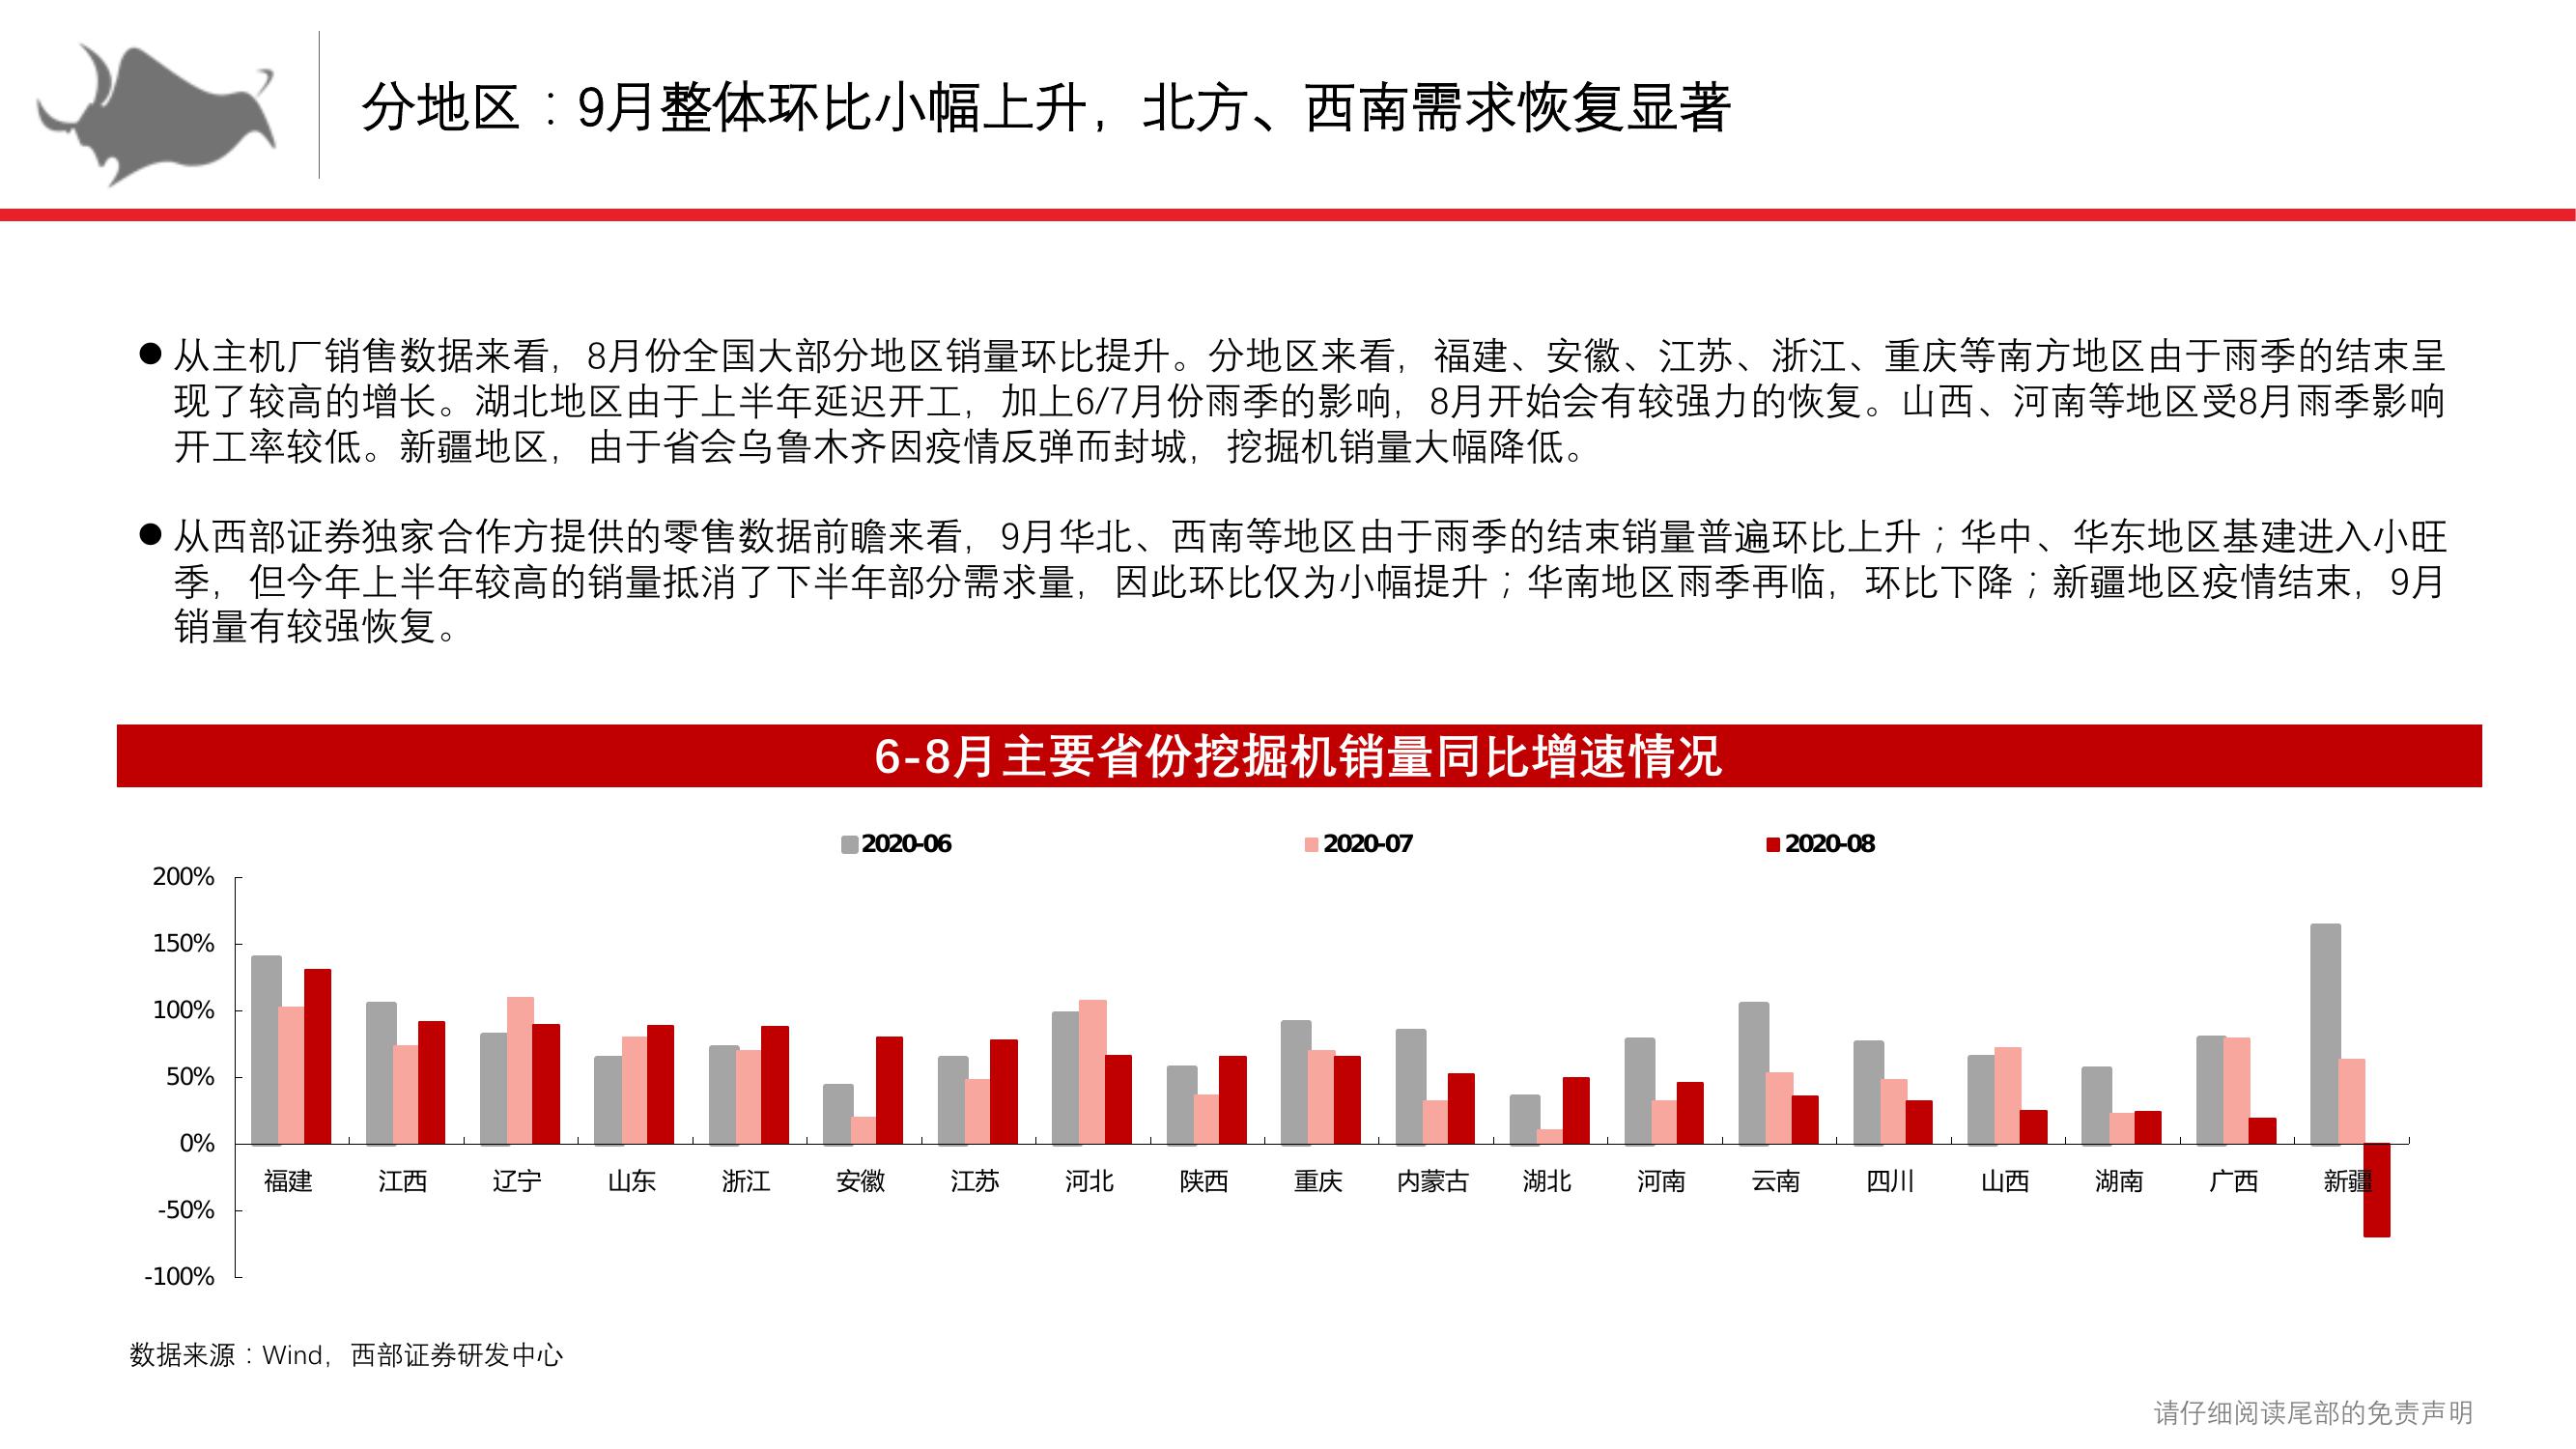 分地区：9月整体环比小幅上升，北方、西南需求恢复显著
●从主机厂销售数据来看，8月份全国大部分地区销量环比提升。分地区来看，福建、安徽、江苏、浙江、重庆等南方地区由于雨季的结束呈
现了较高的增长。湖北地区由于上半年延迟开工，加上6/7月份雨季的影响，8月开始会有较强力的恢复。山西、河南等地区受8月雨季影响
开工率较低。新疆地区，由于省会乌鲁木齐因疫情反弹而封城，挖掘机销量大幅降低。
●从西部证券独家合作方提供的零售数据前瞻来看，9月华北、西南等地区由于雨季的结束销量普遍环比上升；华中、华东地区基建进入小旺
季，但今年上半年较高的销量抵消了下半年部分需求量，因此环比仅为小幅提升；华南地区雨季再临，环比下降；新疆地区疫情结束，9月
销量有较强恢复。
6-8月主要省份挖掘机销量同比增速情况
2020-06 2020-07 2020-08
200%
150%
100%
50%
0%
福建 江西 辽宁 山东 浙江 安徽 江苏 河北 陕西 重庆 内蒙古 湖北 河南 云南 四川 山西 湖南 广西 新疆
-50%
-100%
数据来源：Wind，西部证券研发中心
请仔细阅读尾部的免责声明